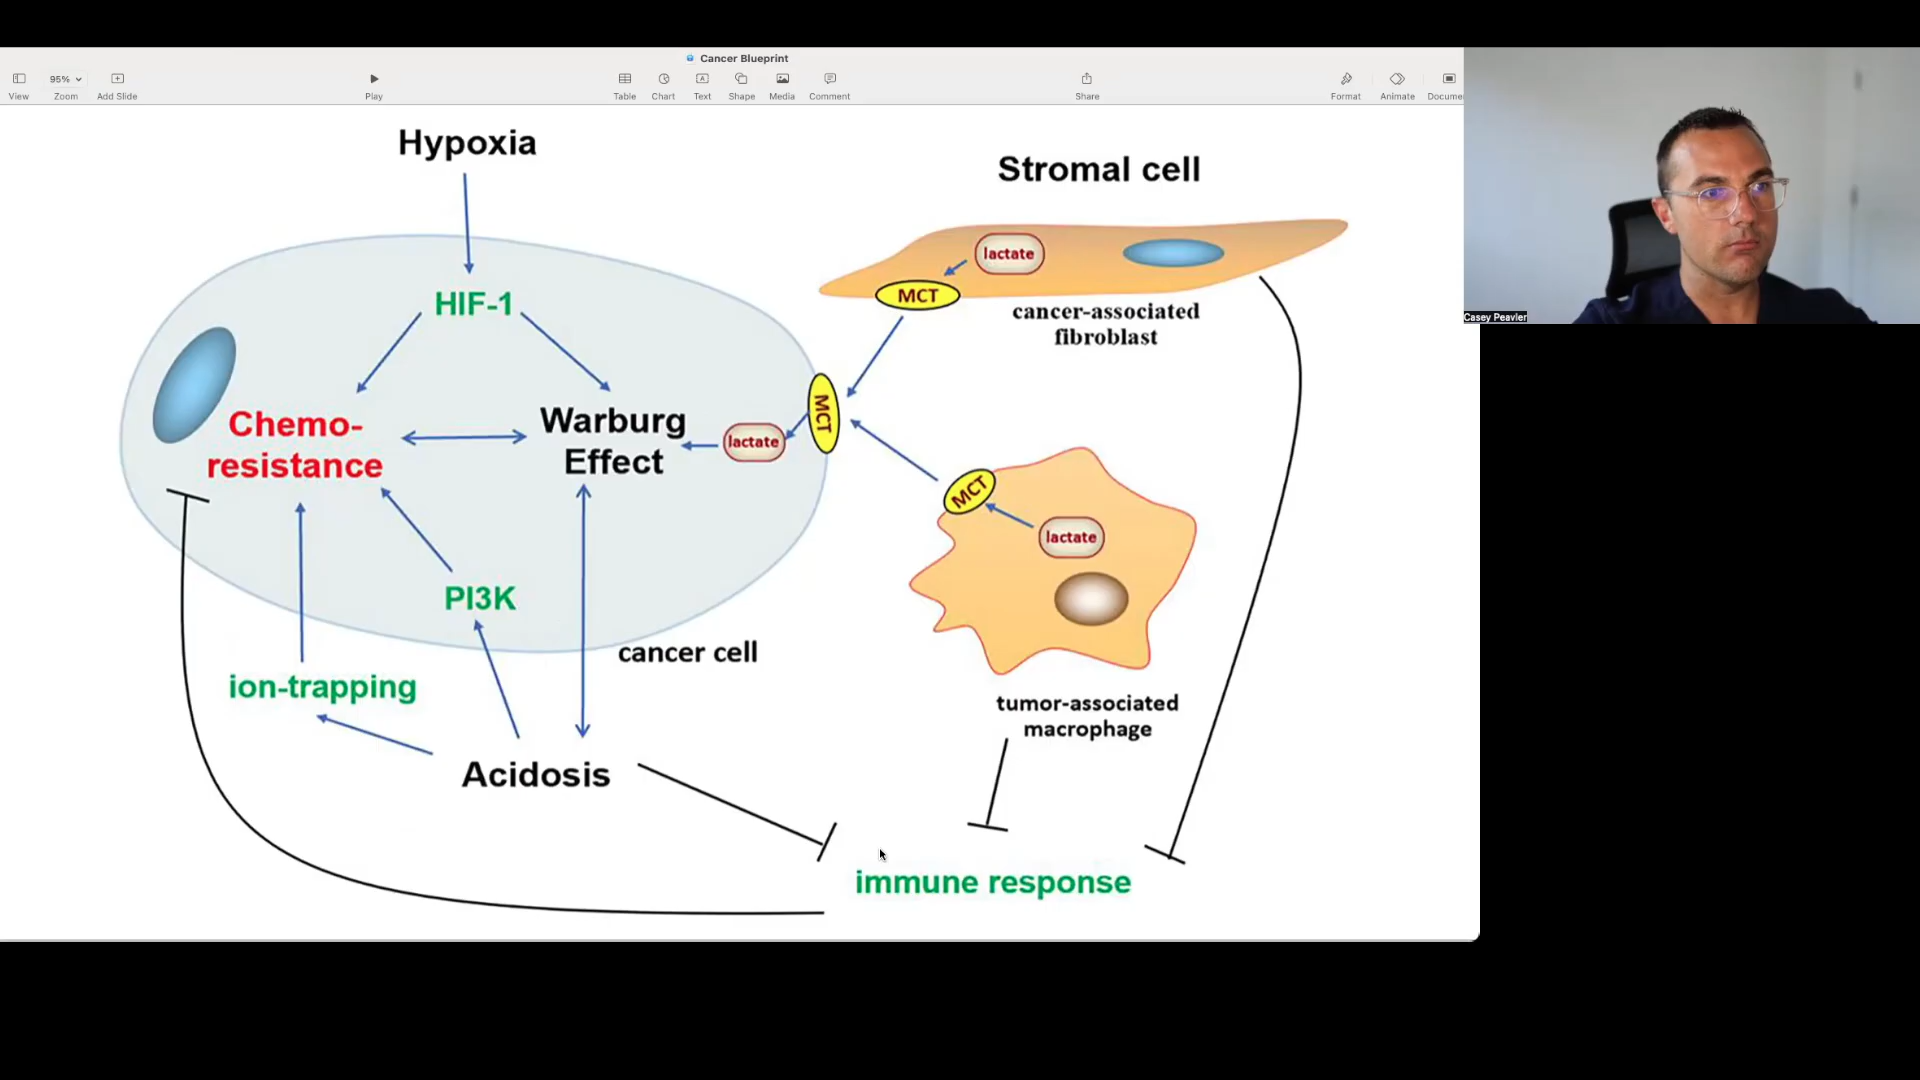 Cancer Blueprint
95%
View
Zoom
Add Slide
Play
Table
Chart
Text
Shape
Media
Comment
Share
Format
Animate
Docume
Hypoxia
Stromal cell
lactate
MCT
HIF-1
cancer-associated
fibroblast
Chemo-
resistance
Warburg
Effect
lactate
MCT
MCT
lactate
PI3K
cancer cell
ion-trapping
tumor-associated
macrophage
Acidosis
immune response
Casey Peavler